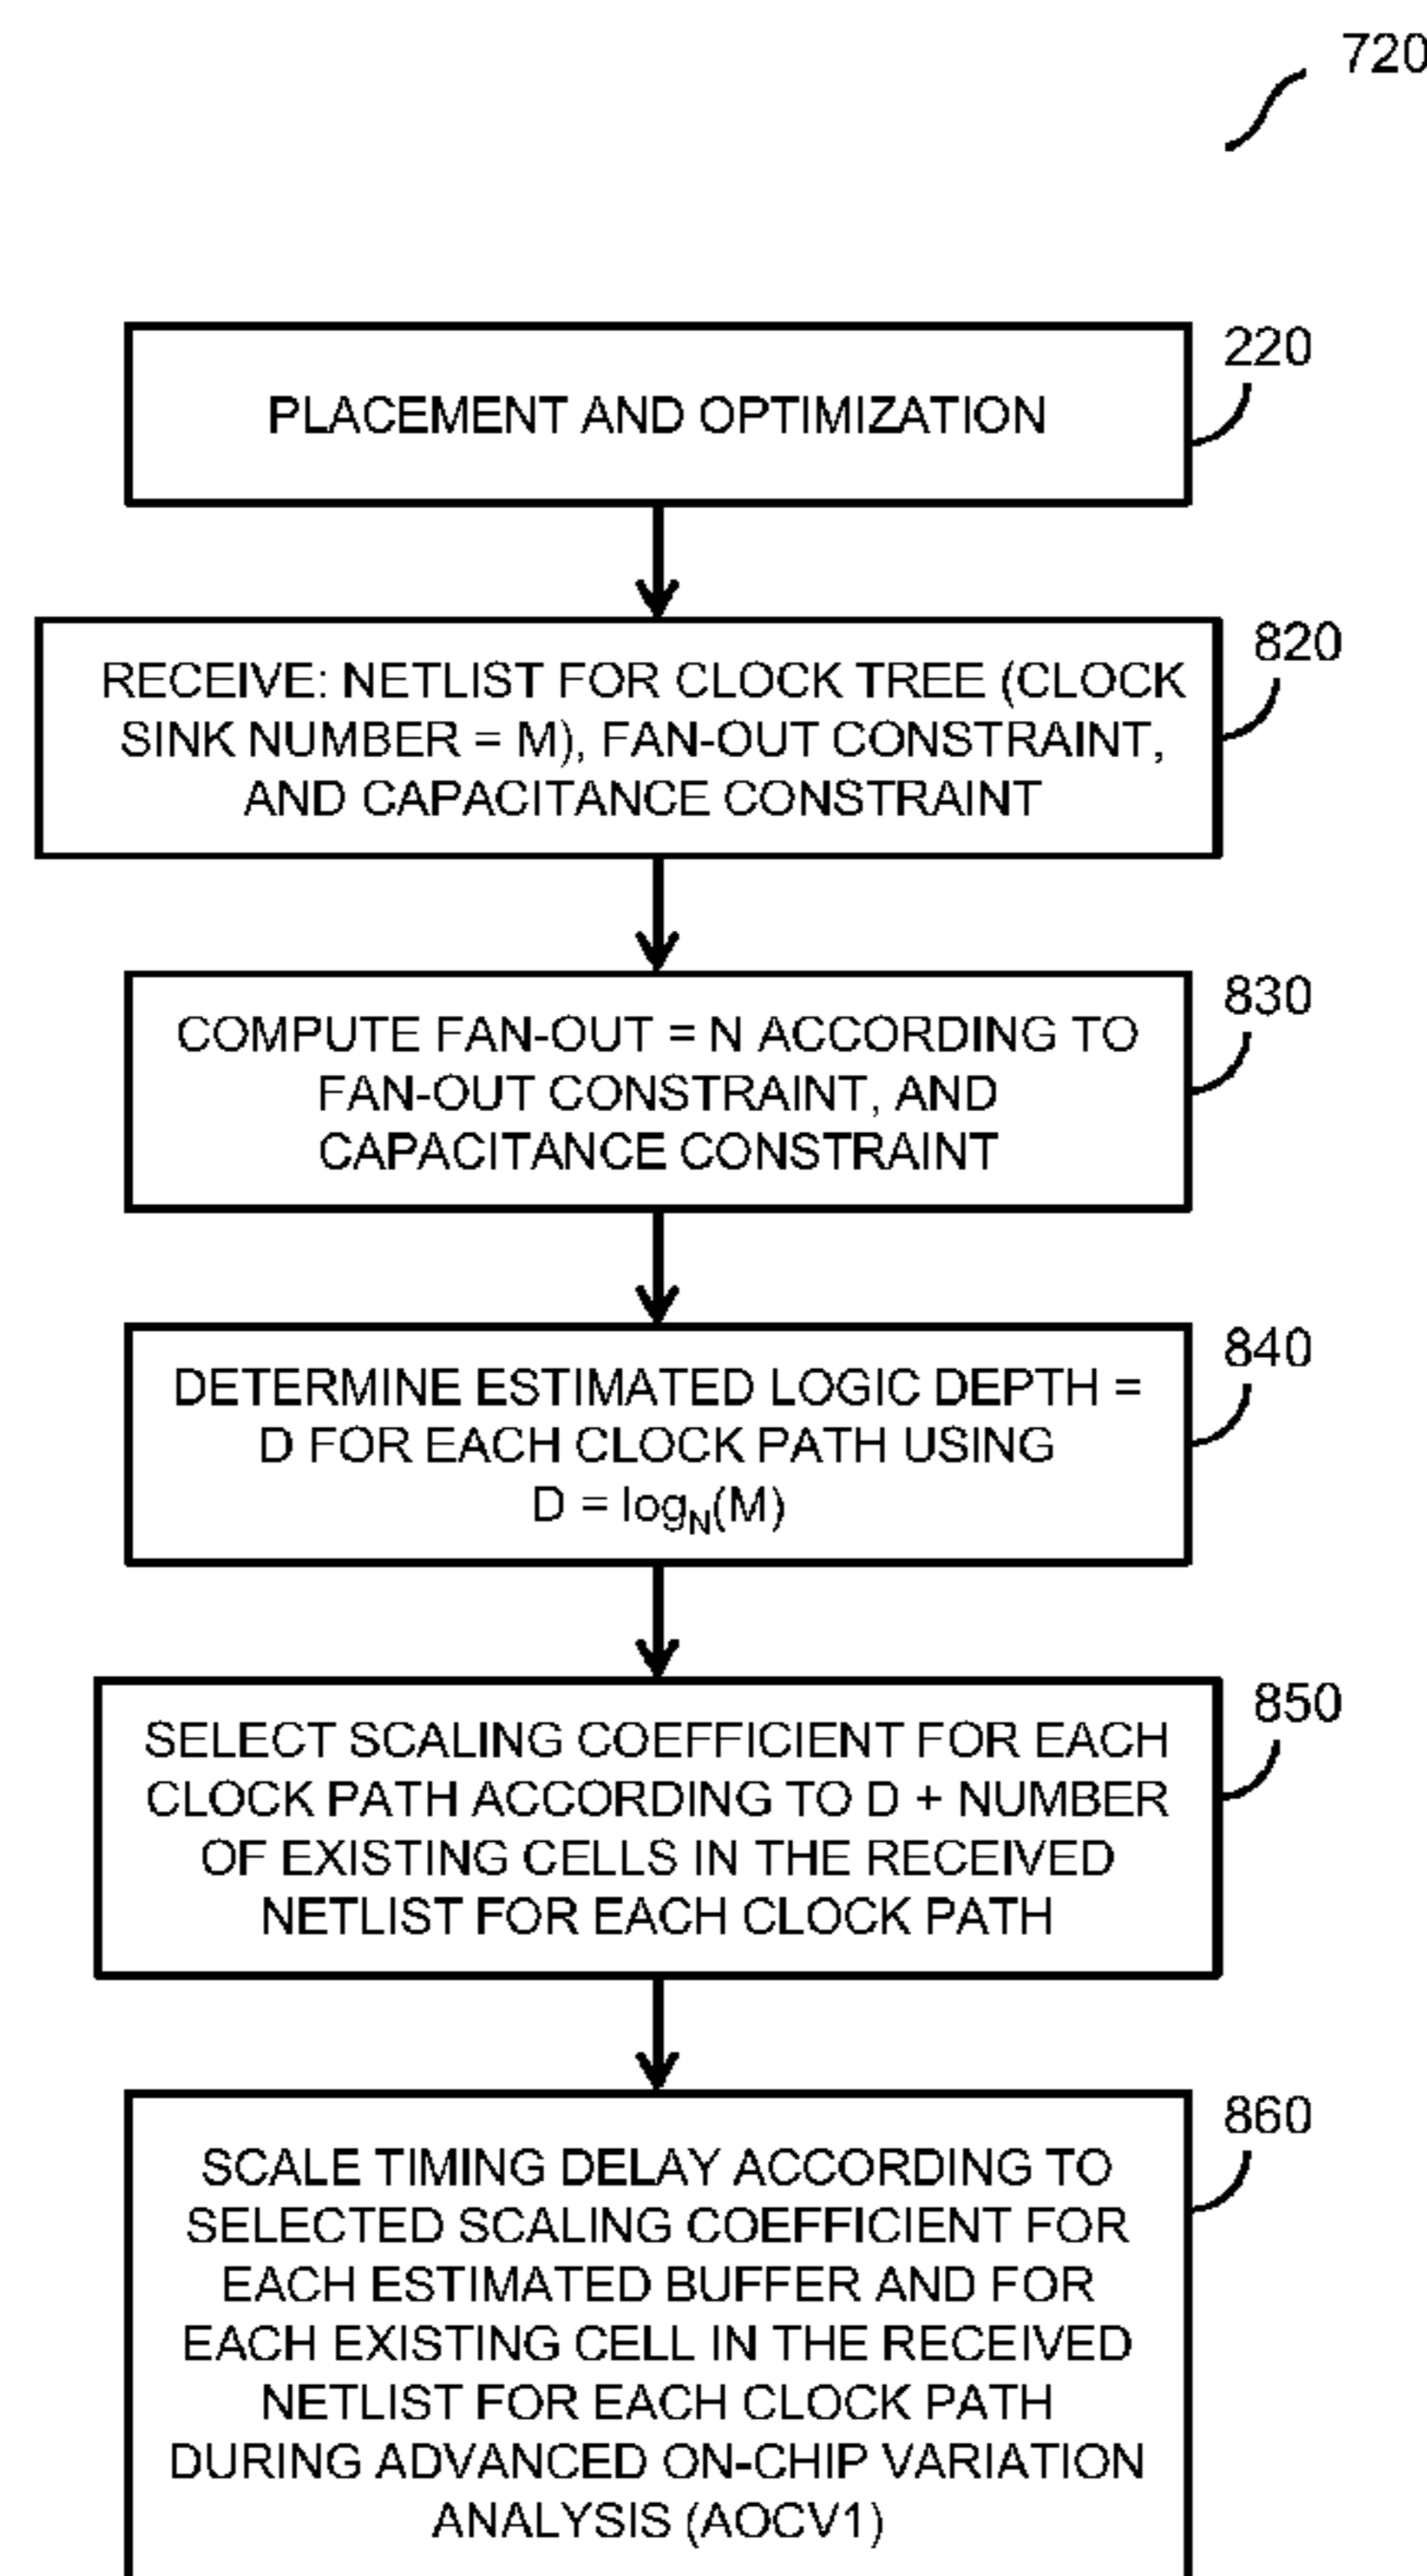 720
PLACEMENT AND OPTIMIZATION
220
RECEIVE: NETLIST FOR CLOCK TREE (CLOCK
SINK NUMBER = M), FAN-OUT CONSTRAINT,
AND CAPACITANCE CONSTRAINT
820
COMPUTE FAN-OUT = N ACCORDING TO
FAN-OUT CONSTRAINT, AND
CAPACITANCE CONSTRAINT
830
DETERMINE ESTIMATED LOGIC DEPTH =
D FOR EACH CLOCK PATH USING
D = logN(M)
840
SELECT SCALING COEFFICIENT FOR EACH
CLOCK PATH ACCORDING TO D + NUMBER
OF EXISTING CELLS IN THE RECEIVED
NETLIST FOR EACH CLOCK PATH
850
SCALE TIMING DELAY ACCORDING TO
SELECTED SCALING COEFFICIENT FOR
EACH ESTIMATED BUFFER AND FOR
EACH EXISTING CELL IN THE RECEIVED
NETLIST FOR EACH CLOCK PATH
DURING ADVANCED ON-CHIP VARIATION
ANALYSIS (AOCV1)
860